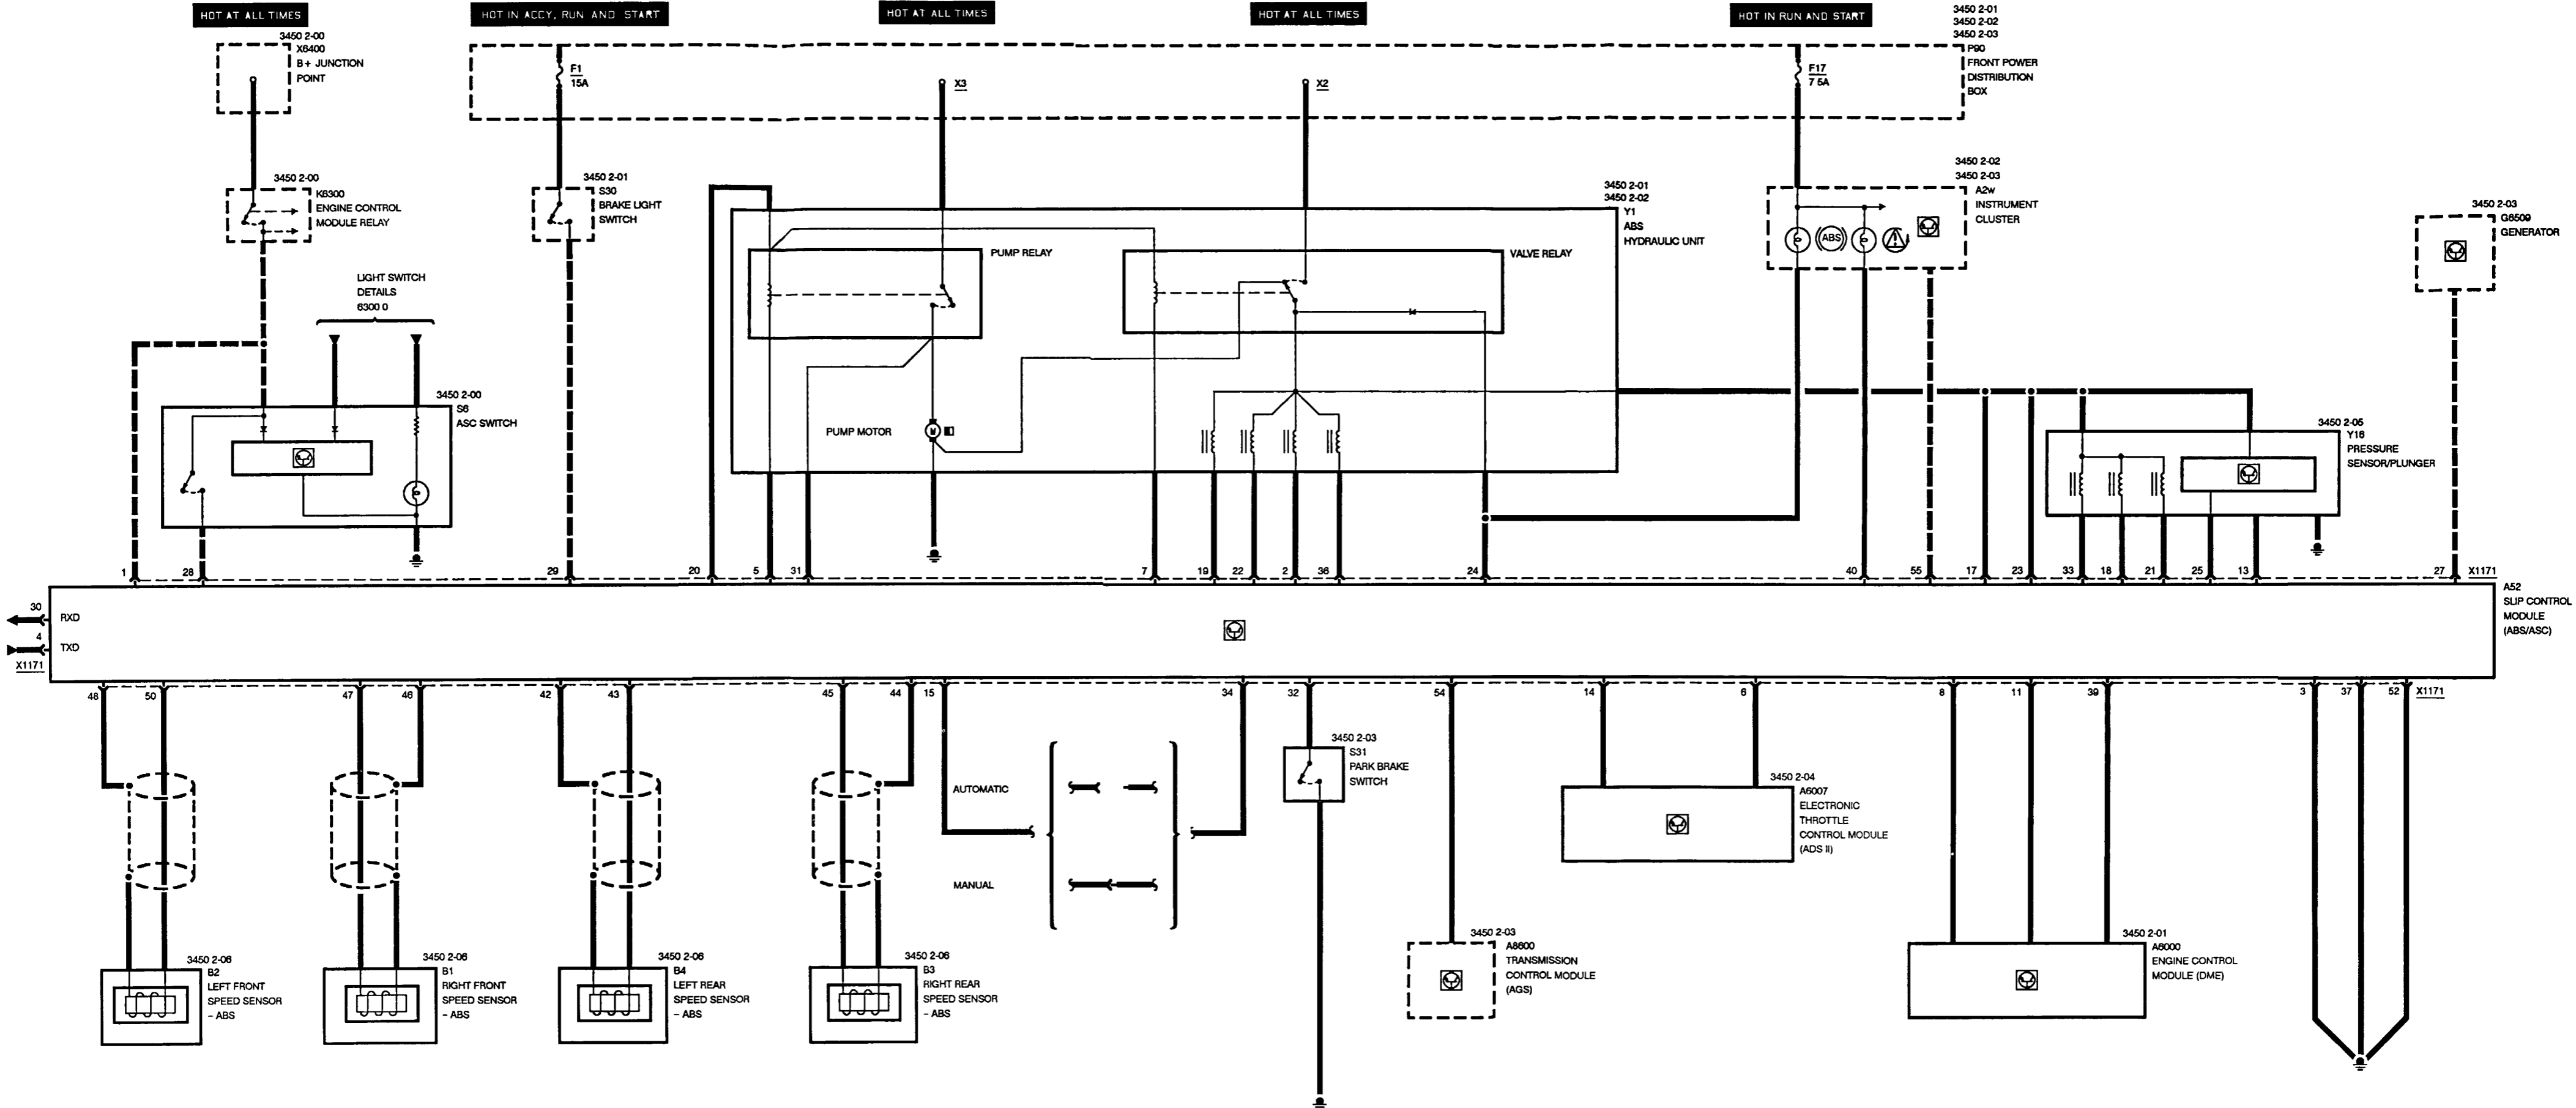 HOT AT ALL TIMES
HOT IN ACCY, RUN AND START
HOT AT ALL TIMES
HOT AT ALL TIMES
HOT IN RUN AND START
3450 2-00
X6400
B+ JUNCTION
POINT
F1
15A
X3
X2
F17
7 5A
3450 2-01
3450 2-02
3450 2-03
P90
FRONT POWER
DISTRIBUTION
BOX
3450 2-00
K6300
ENGINE CONTROL
MODULE RELAY
3450 2-01
S30
BRAKE LIGHT
SWITCH
3450 2-01
3450 2-02
Y1
ABS
HYDRAULIC UNIT
3450 2-02
3450 2-03
A2w
INSTRUMENT
CLUSTER
ABS
3450 2-03
G6509
GENERATOR
PUMP RELAY
VALVE RELAY
LIGHT SWITCH
DETAILS
6300 0
3450 2-00
S6
ASC SWITCH
PUMP MOTOR
M
3450 2-05
Y18
PRESSURE
SENSOR/PLUNGER
1
28
29
20
5
31
7
19
22
2
36
24
40
55
17
23
33
18
21
25
13
27
X1171
A52
SLIP CONTROL
MODULE
(ABS/ASC)
30
RXD
4
TXD
X1171
48
50
47
46
42
43
45
44
15
34
32
54
14
6
8
11
39
3
37
52
X1171
AUTOMATIC
MANUAL
3450 2-03
S31
PARK BRAKE
SWITCH
3450 2-04
A6007
ELECTRONIC
THROTTLE
CONTROL MODULE
(ADS II)
3450 2-06
B2
LEFT FRONT
SPEED SENSOR
– ABS
3450 2-06
B1
RIGHT FRONT
SPEED SENSOR
– ABS
3450 2-06
B4
LEFT REAR
SPEED SENSOR
– ABS
3450 2-06
B3
RIGHT REAR
SPEED SENSOR
– ABS
3450 2-03
A8600
TRANSMISSION
CONTROL MODULE
(AGS)
3450 2-01
A6000
ENGINE CONTROL
MODULE (DME)